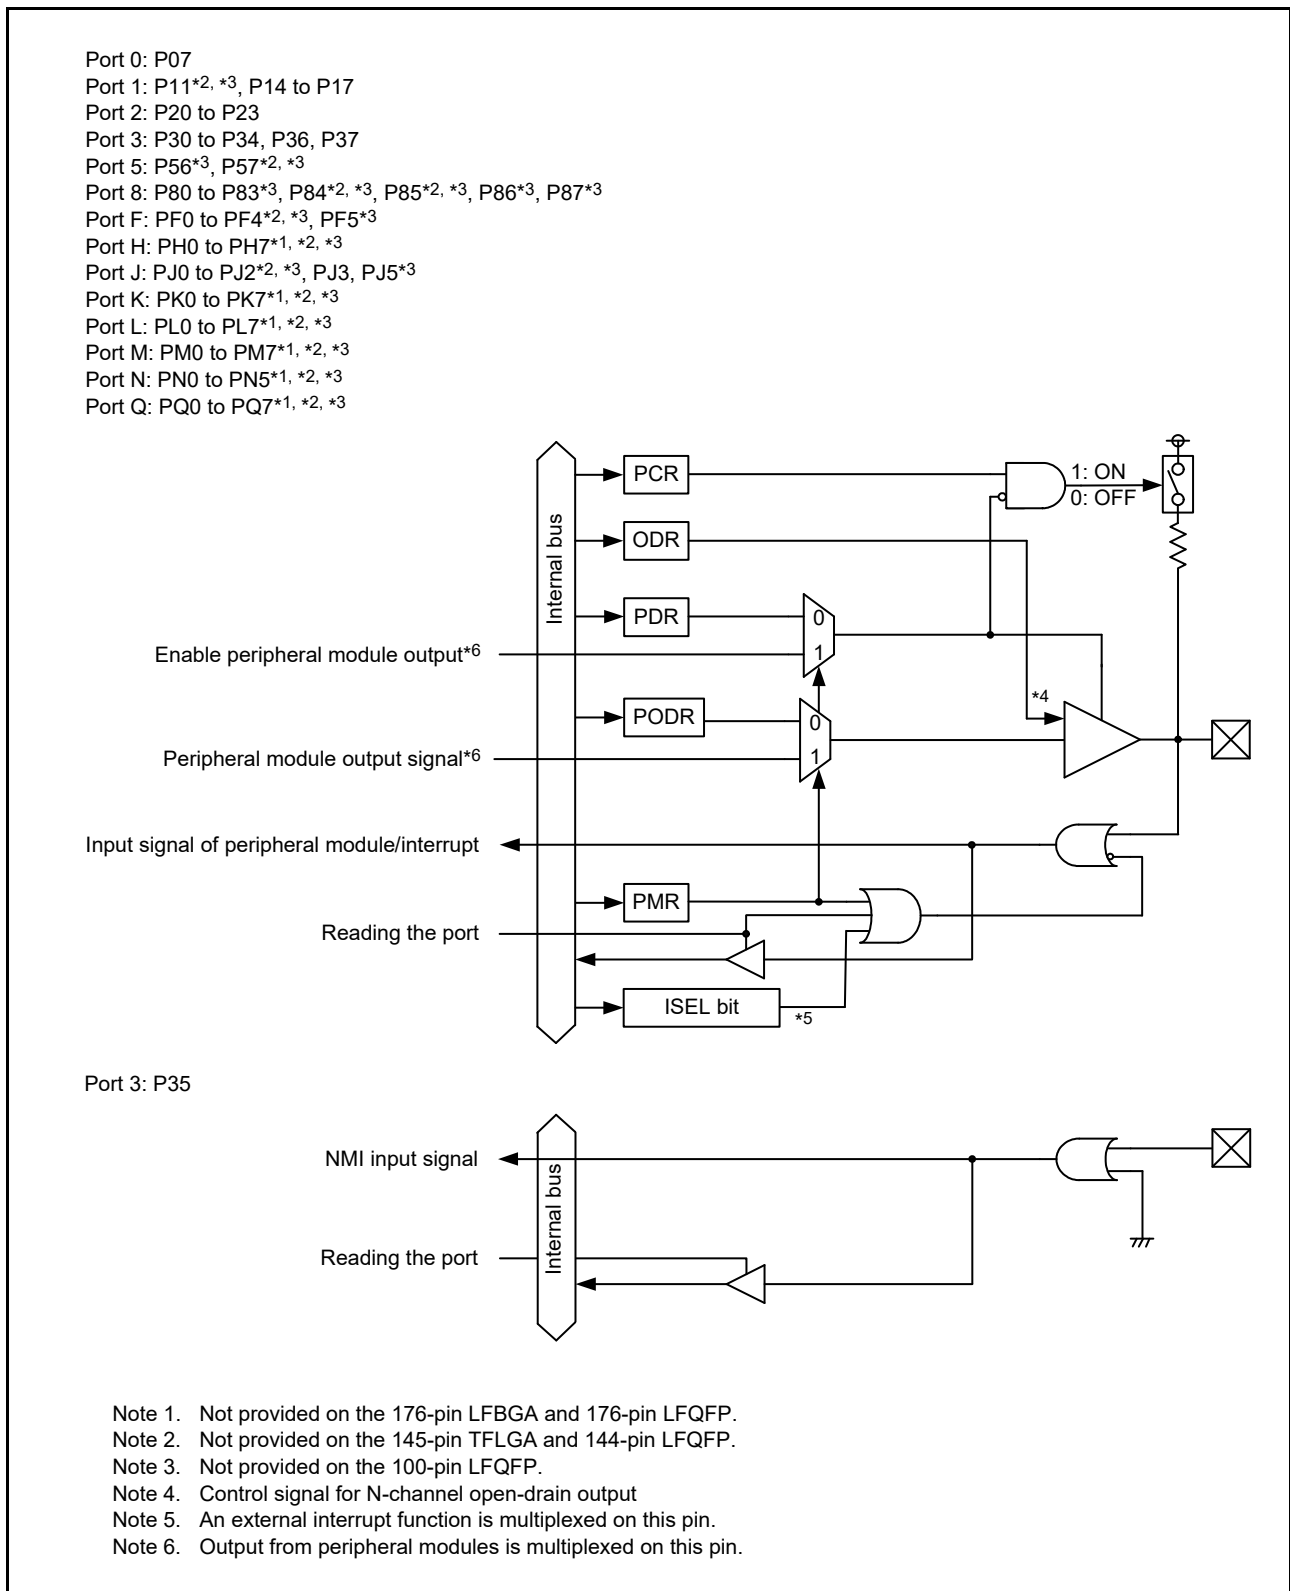 Port 0: P07
Port 1: P11*2, *3, P14 to P17
Port 2: P20 to P23
Port 3: P30 to P34, P36, P37
Port 5: P56*3, P57*2, *3
Port 8: P80 to P83*3, P84*2, *3, P85*2, *3, P86*3, P87*3
Port F: PF0 to PF4*2, *3, PF5*3
Port H: PH0 to PH7*1, *2, *3
Port J: PJ0 to PJ2*2, *3, PJ3, PJ5*3
Port K: PK0 to PK7*1, *2, *3
Port L: PL0 to PL7*1, *2, *3
Port M: PM0 to PM7*1, *2, *3
Port N: PN0 to PN5*1, *2, *3
Port Q: PQ0 to PQ7*1, *2, *3
Internal bus
PCR
1: ON
0: OFF
ODR
PDR
0
Enable peripheral module output*6
1
*4
PODR
0
Peripheral module output signal*6
1
Input signal of peripheral module/interrupt
PMR
Reading the port
ISEL bit
*5
Port 3: P35
NMI input signal
Internal bus
Reading the port
Note 1. Not provided on the 176-pin LFBGA and 176-pin LFQFP.
Note 2. Not provided on the 145-pin TFLGA and 144-pin LFQFP.
Note 3. Not provided on the 100-pin LFQFP.
Note 4. Control signal for N-channel open-drain output
Note 5. An external interrupt function is multiplexed on this pin.
Note 6. Output from peripheral modules is multiplexed on this pin.